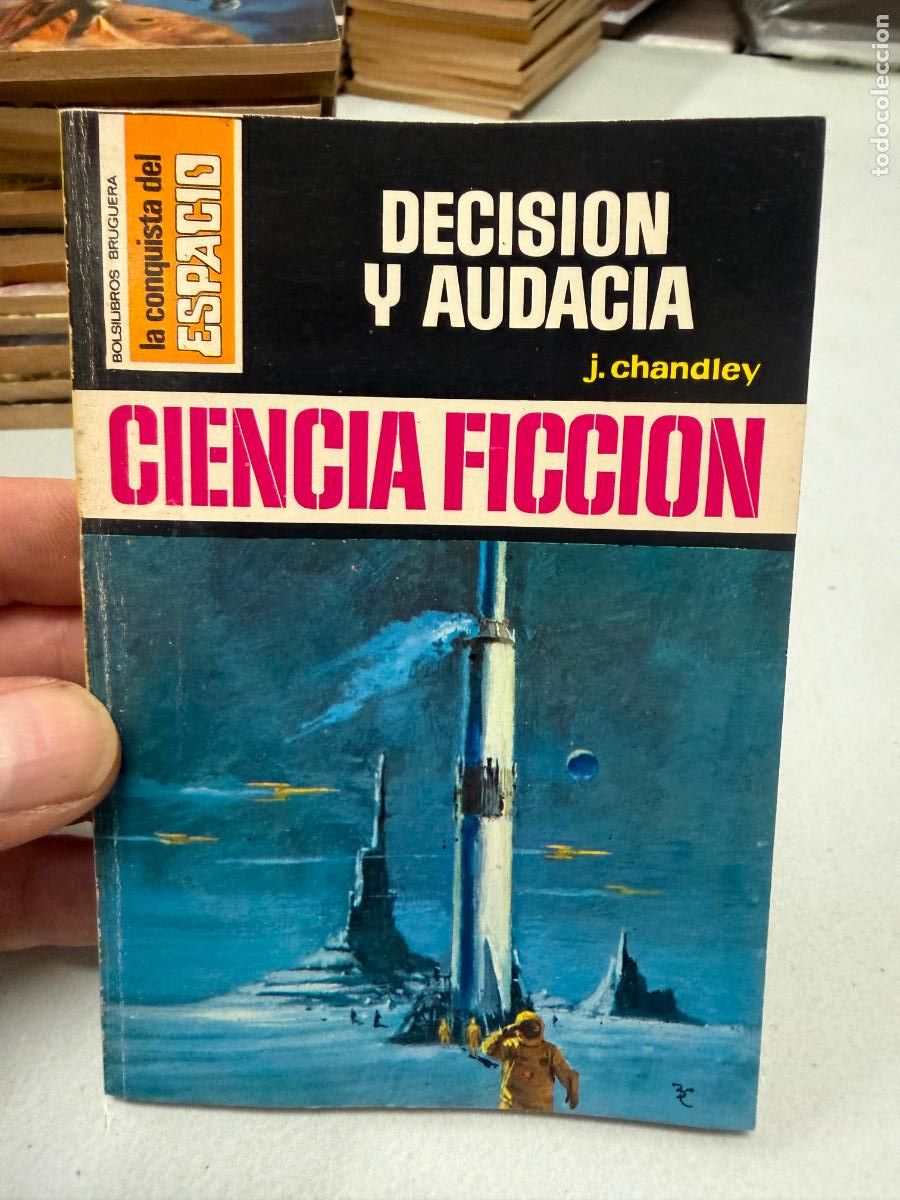 BOLSILIBROS BRUGUERA
la conquista del
ESPACIO
DECISION
Y AUDACIA
j. chandley
CIENCIA FICCION
todocoleccion